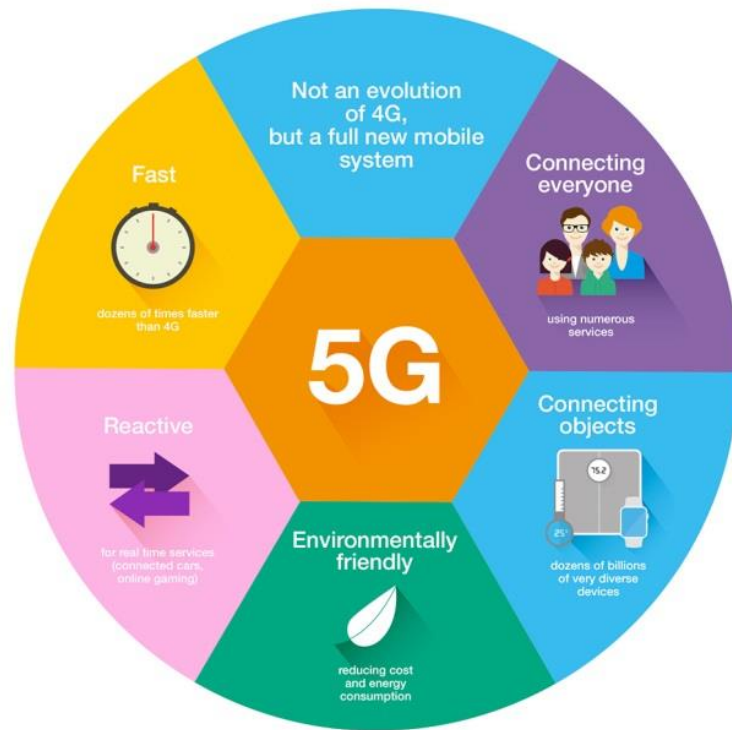 Not an evolution
of 4G,
but a full new mobile
system
Connecting
everyone
using numerous
services
Connecting
objects
75.2
25°
dozens of billions
of very diverse
devices
Environmentally
friendly
reducing cost
and energy
consumption
Reactive
for real time services
(connected cars,
online gaming)
Fast
dozens of times faster
than 4G
5G